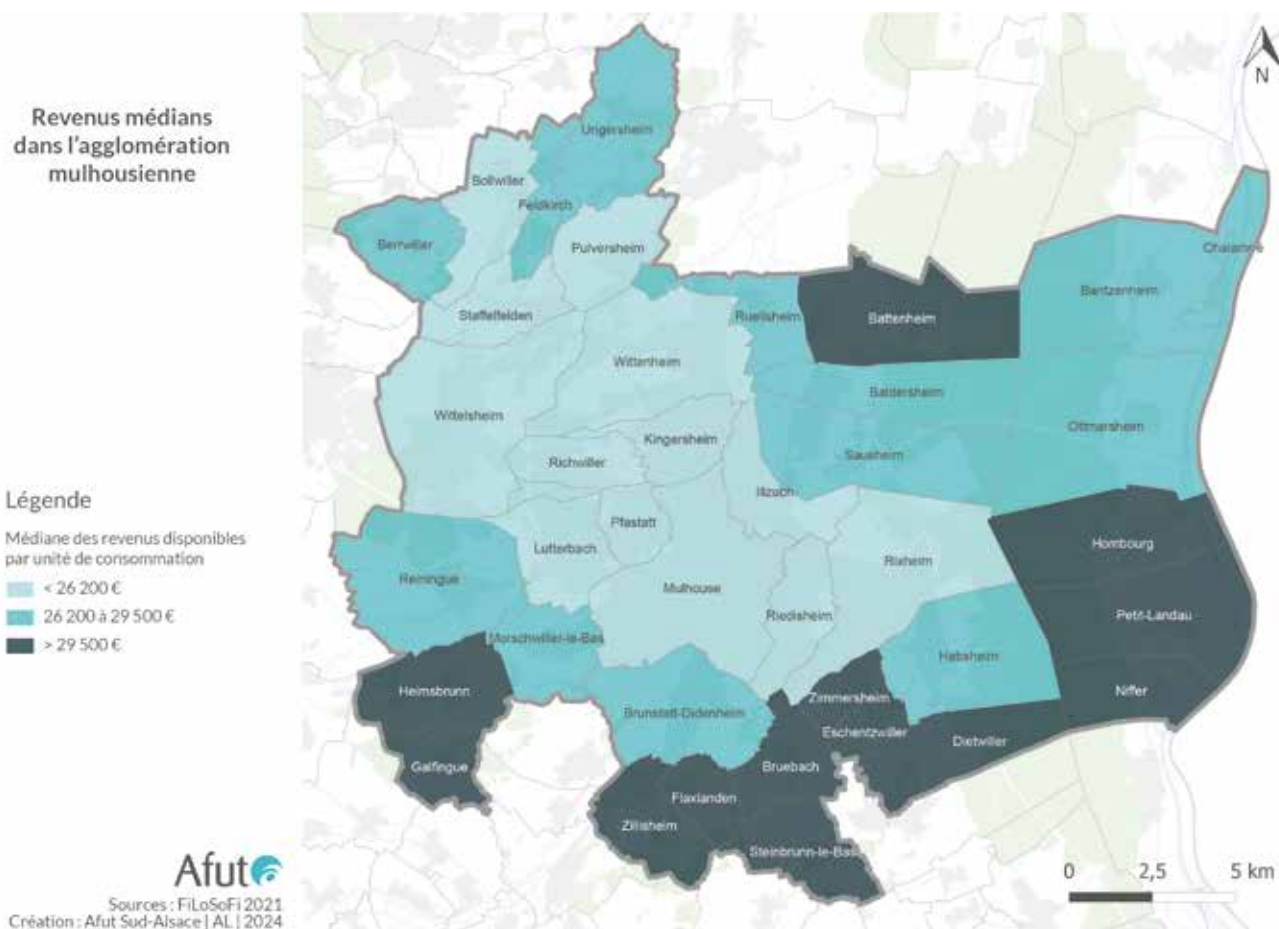 Revenus médians
dans l'agglomération
mulhousienne
N
Ungersheim
Bollwiller
Feldkirch
Berrwiller
Pulversheim
Chalampé
Bantzenheim
Staffelfelden
Ruelisheim
Battenheim
Wittenheim
Baldersheim
Wittelsheim
Ottmarsheim
Kingersheim
Sausheim
Richwiller
Illzach
Pfastatt
Lutterbach
Hombourg
Rixheim
Reiningue
Mulhouse
Riedisheim
Petit-Landau
Morschwiller-le-Bas
Habsheim
Heimsbrunn
Niffer
Zimmersheim
Brunstatt-Didenheim
Eschentzwiller
Dietwiller
Galfingue
Bruebach
Flaxlanden
Zillisheim
Steinbrunn-le-Bas
Légende
Médiane des revenus disponibles
par unité de consommation
< 26 200 €
26 200 à 29 500 €
> 29 500 €
0 2,5 5 km
Afut
Sources : FiLoSoFi 2021
Création : Afut Sud-Alsace | AL | 2024